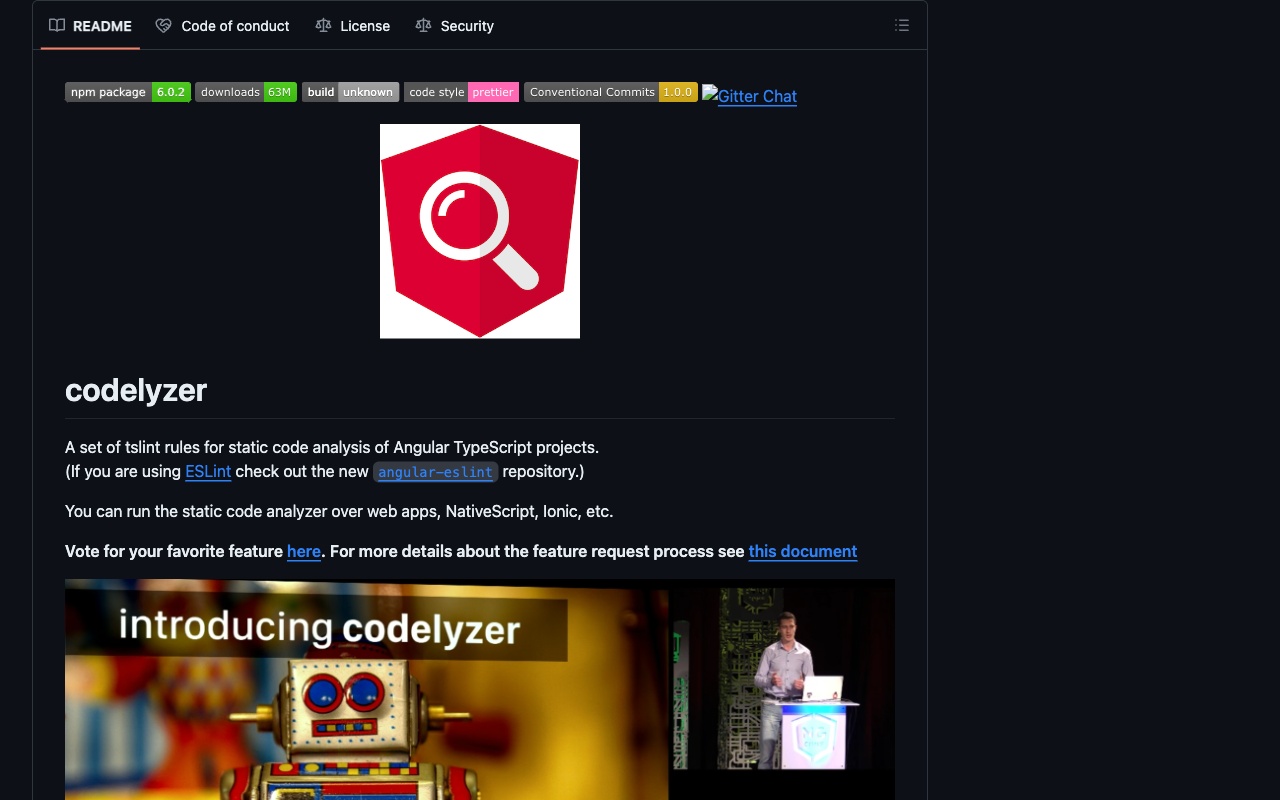 README Code of conduct License Security
npm package 6.0.2 downloads 63M build unknown code style prettier Conventional Commits 1.0.0 Gitter Chat
codelyzer
A set of tslint rules for static code analysis of Angular TypeScript projects.
(If you are using ESLint check out the new angular-eslint repository.)
You can run the static code analyzer over web apps, NativeScript, Ionic, etc.
Vote for your favorite feature here. For more details about the feature request process see this document
introducing codelyzer